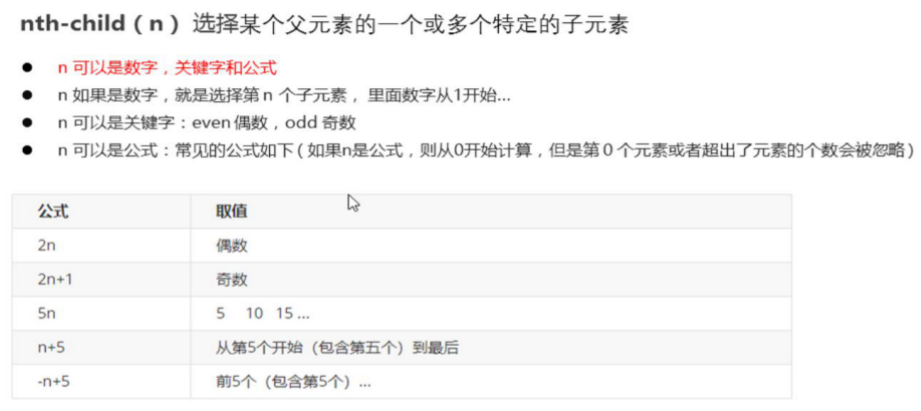 nth-child（n）选择某个父元素的一个或多个特定的子元素
● n 可以是数字，关键字和公式
● n 如果是数字，就是选择第 n 个子元素， 里面数字从1开始...
● n 可以是关键字：even 偶数，odd 奇数
● n 可以是公式：常见的公式如下 ( 如果n是公式，则从0开始计算，但是第 0 个元素或者超出了元素的个数会被忽略 )
公式 取值
2n 偶数
2n+1 奇数
5n 5 10 15 ...
n+5 从第5个开始（包含第五个）到最后
-n+5 前5个（包含第5个）...